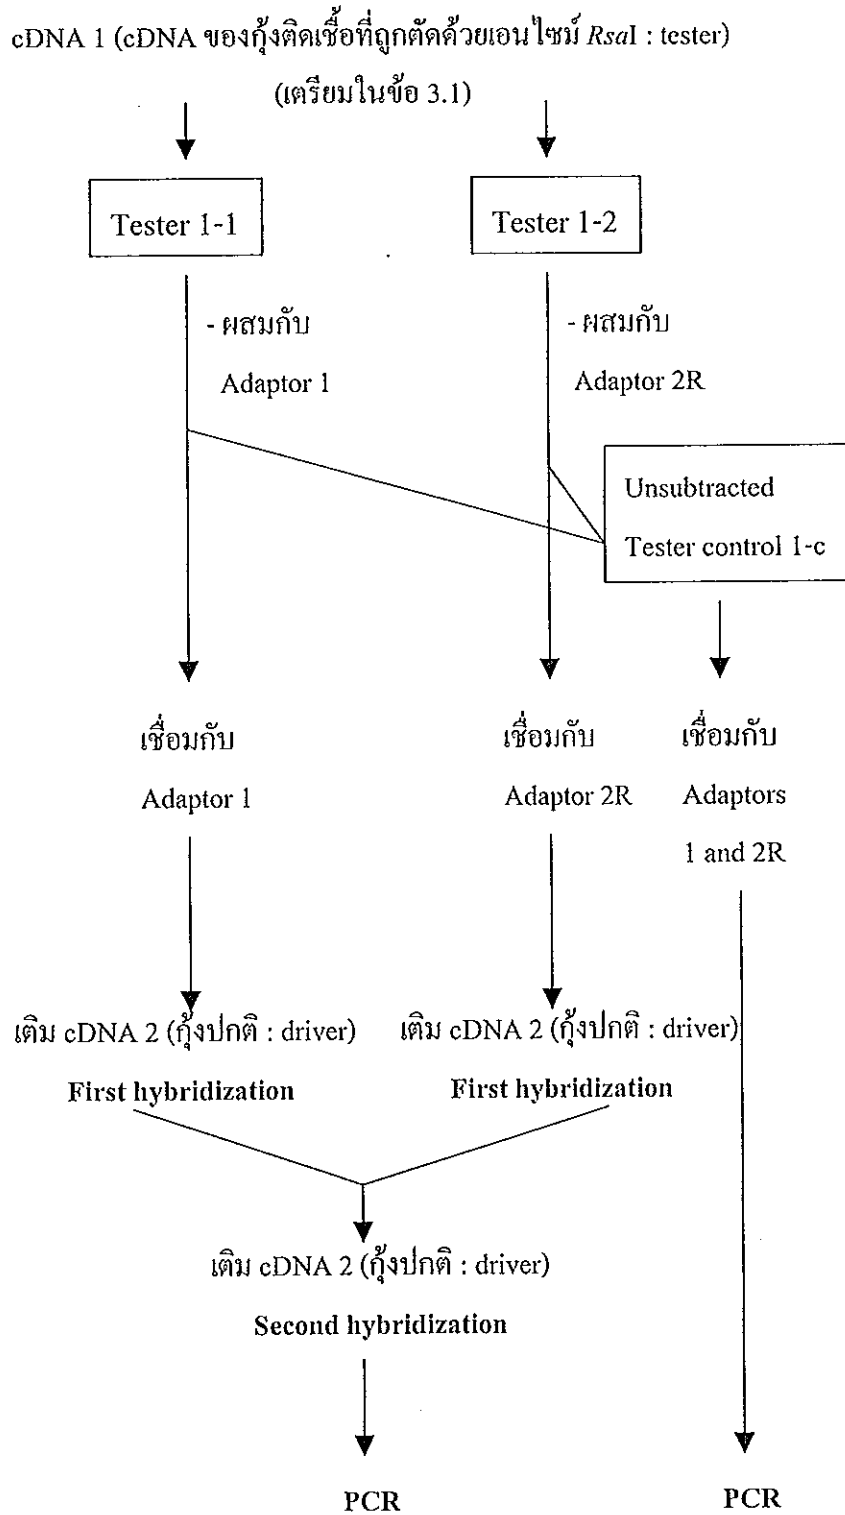 cDNA 1 (cDNA ของกุ้งติดเชื้อที่ถูกตัดด้วยเอนไซม์ RsaI : tester)
(เตรียมในข้อ 3.1)
Tester 1-1
Tester 1-2
- ผสมกับ
Adaptor 1
- ผสมกับ
Adaptor 2R
Unsubtracted
Tester control 1-c
เชื่อมกับ
Adaptor 1
เชื่อมกับ
Adaptor 2R
เชื่อมกับ
Adaptors
1 and 2R
เติม cDNA 2 (กุ้งปกติ : driver)
First hybridization
เติม cDNA 2 (กุ้งปกติ : driver)
First hybridization
เติม cDNA 2 (กุ้งปกติ : driver)
Second hybridization
PCR
PCR